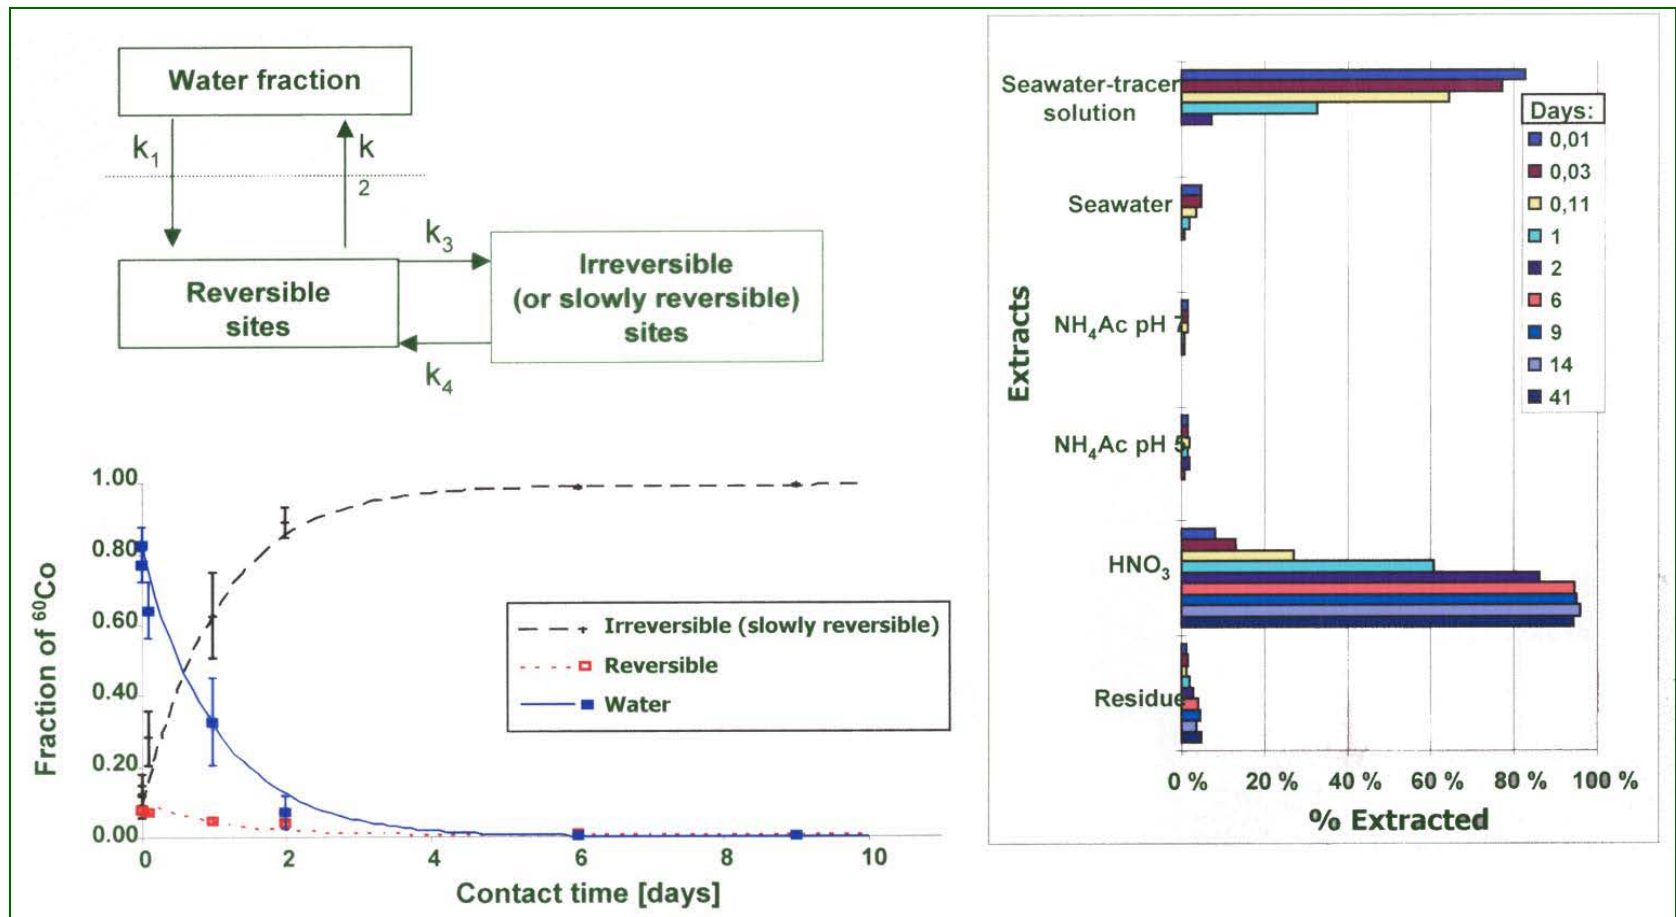 Water fraction
k₁
k
2
k₃
Reversible
sites
Irreversible
(or slowly reversible)
sites
k₄
Fraction of ⁶⁰Co
1.00
0.80
0.60
0.40
0.20
0.00
0
2
4
6
8
10
Contact time [days]
Irreversible (slowly reversible)
Reversible
Water
Extracts
Seawater-tracer
solution
Seawater
NH₄Ac pH 7
NH₄Ac pH 5
HNO₃
Residue
0 %
20 %
40 %
60 %
80 %
100 %
% Extracted
Days:
0,01
0,03
0,11
1
2
6
9
14
41